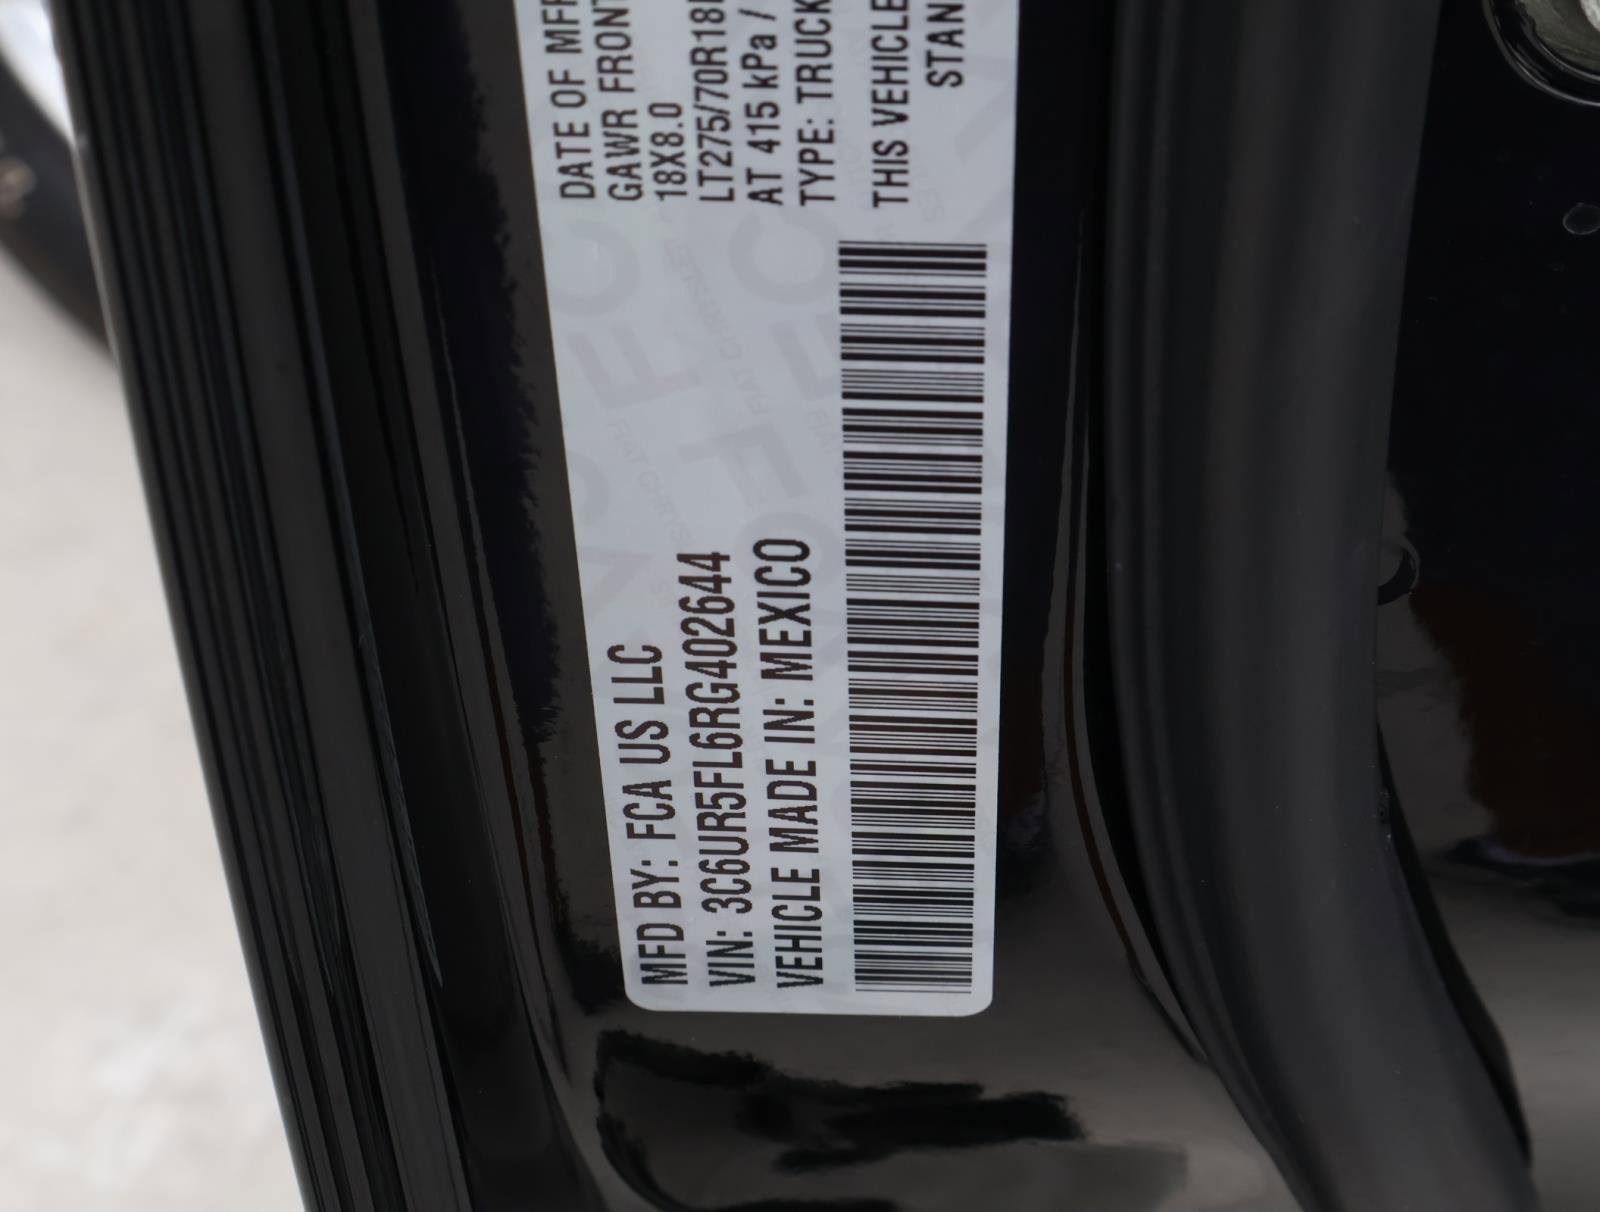 MFD BY: FCA US LLC
VIN: 3C6UR5FL6RG402644
VEHICLE MADE IN: MEXICO
DATE OF MFR
GAWR FRONT
18X8.0
LT275/70R18
AT 415 kPa /
TYPE: TRUCK
THIS VEHICLE
STAN